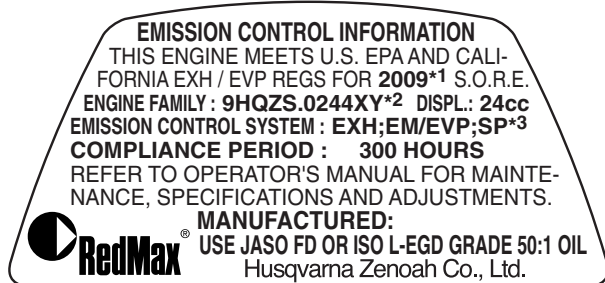 EMISSION CONTROL INFORMATION
THIS ENGINE MEETS U.S. EPA AND CALI-
FORNIA EXH / EVP REGS FOR 2009*1 S.O.R.E.
ENGINE FAMILY : 9HQZS.0244XY*2 DISPL.: 24cc
EMISSION CONTROL SYSTEM : EXH;EM/EVP;SP*3
COMPLIANCE PERIOD : 300 HOURS
REFER TO OPERATOR'S MANUAL FOR MAINTE-
NANCE, SPECIFICATIONS AND ADJUSTMENTS.
MANUFACTURED:
RedMax® USE JASO FD OR ISO L-EGD GRADE 50:1 OIL
Husqvarna Zenoah Co., Ltd.